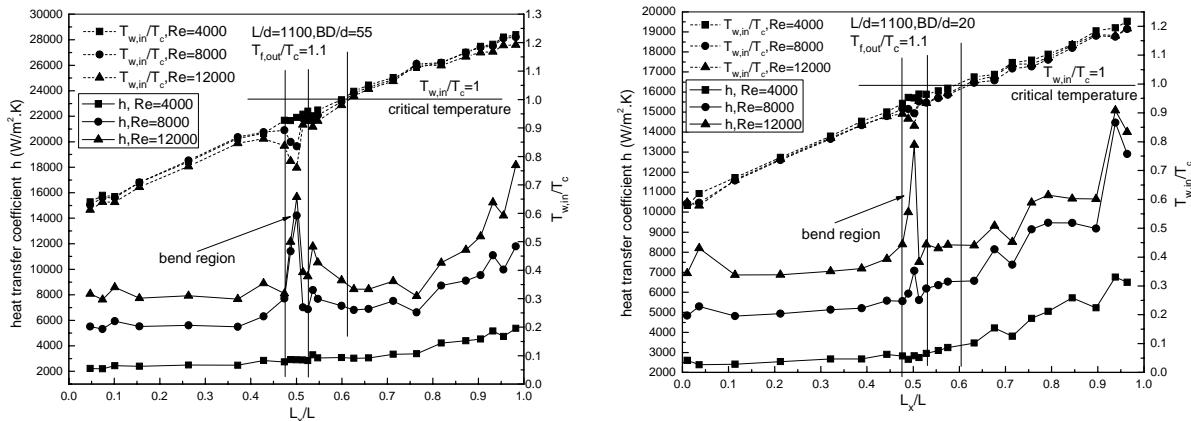 30000
28000
26000
24000
22000
20000
18000
16000
14000
12000
10000
8000
6000
4000
2000
heat transfer coefficient h (W/m².K)
T_w,in/T_c,Re=4000
T_w,in/T_c,Re=8000
T_w,in/T_c,Re=12000
h, Re=4000
h,Re=8000
h,Re=12000
L/d=1100,BD/d=55
T_f,out/T_c=1.1
T_w,in/T_c=1
critical temperature
bend region
1.3
1.2
1.1
1.0
0.9
0.8
0.7
0.6
0.5
0.4
0.3
0.2
0.1
0.0
T_w,in/T_c
0.0 0.1 0.2 0.3 0.4 0.5 0.6 0.7 0.8 0.9 1.0
20000
19000
18000
17000
16000
15000
14000
13000
12000
11000
10000
9000
8000
7000
6000
5000
4000
3000
2000
heat transfer coefficient h (W/m².K)
T_w,in/T_c,Re=4000
T_w,in/T_c,Re=8000
T_w,in/T_c,Re=12000
h, Re=4000
h,Re=8000
h,Re=12000
L/d=1100,BD/d=20
T_f,out/T_c=1.1
T_w,in/T_c=1
critical temperature
bend region
1.2
1.1
1.0
0.9
0.8
0.7
0.6
0.5
0.4
0.3
0.2
0.1
0.0
T_w,in/T_c
0.0 0.1 0.2 0.3 0.4 0.5 0.6 0.7 0.8 0.9 1.0
L_x/L